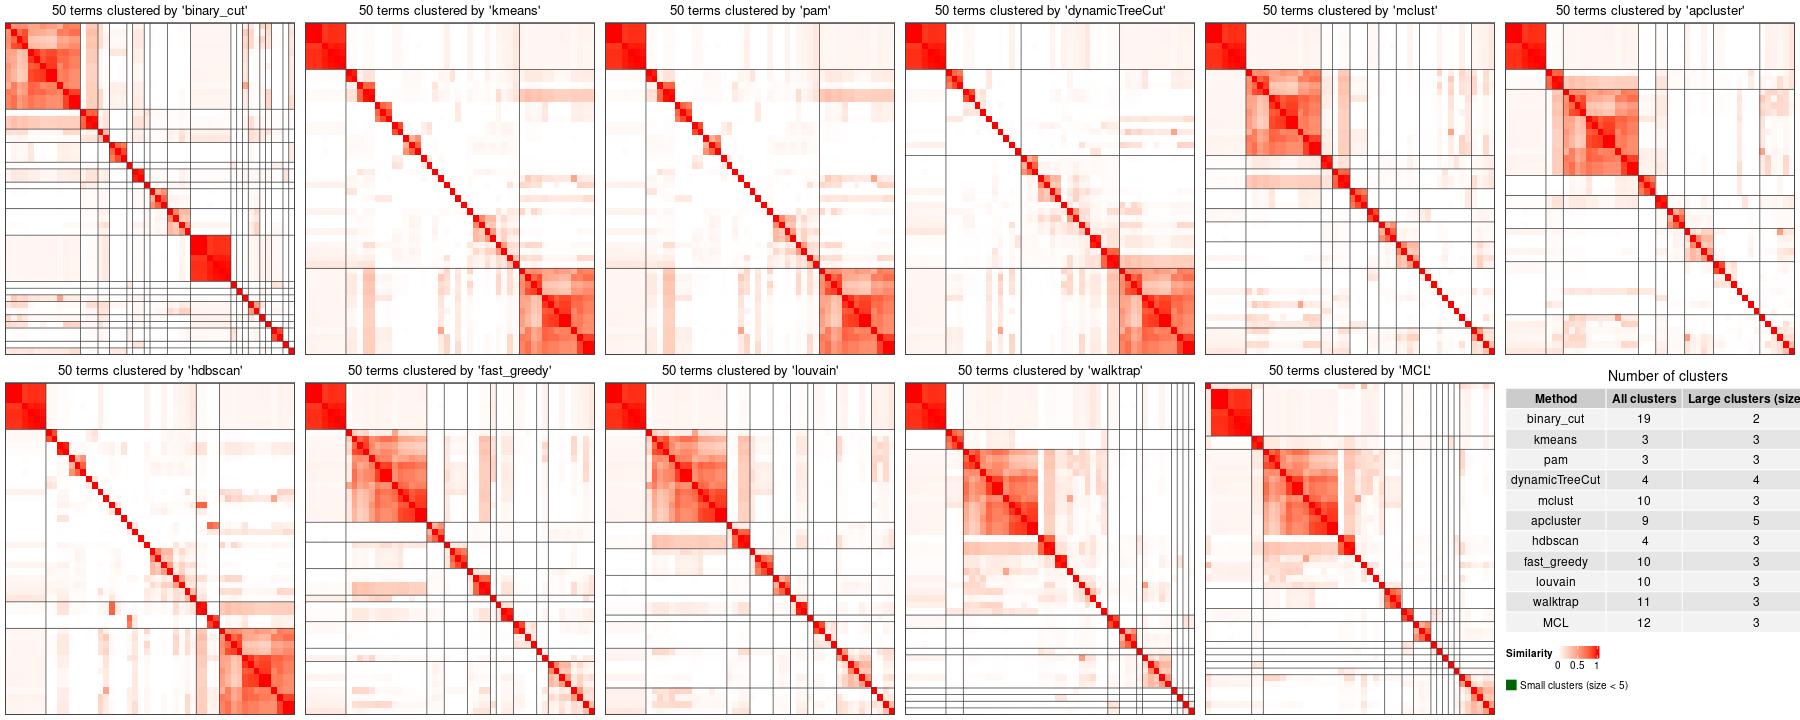 50 terms clustered by 'binary_cut'
50 terms clustered by 'kmeans'
50 terms clustered by 'pam'
50 terms clustered by 'dynamicTreeCut'
50 terms clustered by 'mclust'
50 terms clustered by 'apcluster'
50 terms clustered by 'hdbscan'
50 terms clustered by 'fast_greedy'
50 terms clustered by 'louvain'
50 terms clustered by 'walktrap'
50 terms clustered by 'MCL'
Number of clusters
Method All clusters Large clusters (size
binary_cut 19 2
kmeans 3 3
pam 3 3
dynamicTreeCut 4 4
mclust 10 3
apcluster 9 5
hdbscan 4 3
fast_greedy 10 3
louvain 10 3
walktrap 11 3
MCL 12 3
Similarity
0 0.5 1
Small clusters (size < 5)